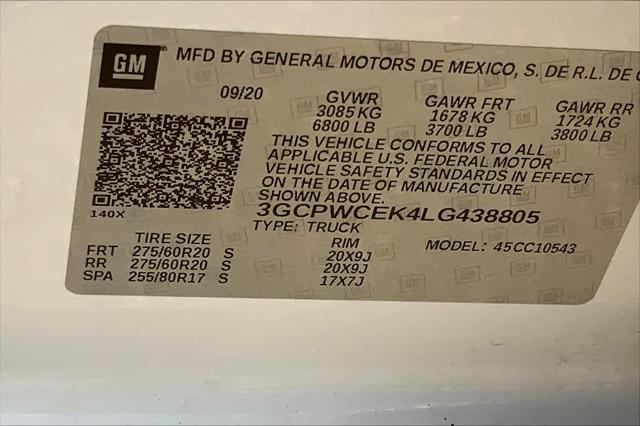 GM
MFD BY GENERAL MOTORS DE MEXICO, S. DE R.L. DE
09/20 GVWR GAWR FRT GAWR RR
3085 KG 1678 KG 1724 KG
6800 LB 3700 LB 3800 LB
THIS VEHICLE CONFORMS TO ALL
APPLICABLE U.S. FEDERAL MOTOR
VEHICLE SAFETY STANDARDS IN EFFECT
ON THE DATE OF MANUFACTURE
SHOWN ABOVE.
140X 3GCPWCEK4LG438805
TYPE: TRUCK
TIRE SIZE RIM MODEL: 45CC10543
FRT 275/60R20 S 20X9J
RR 275/60R20 S 20X9J
SPA 255/80R17 S 17X7J